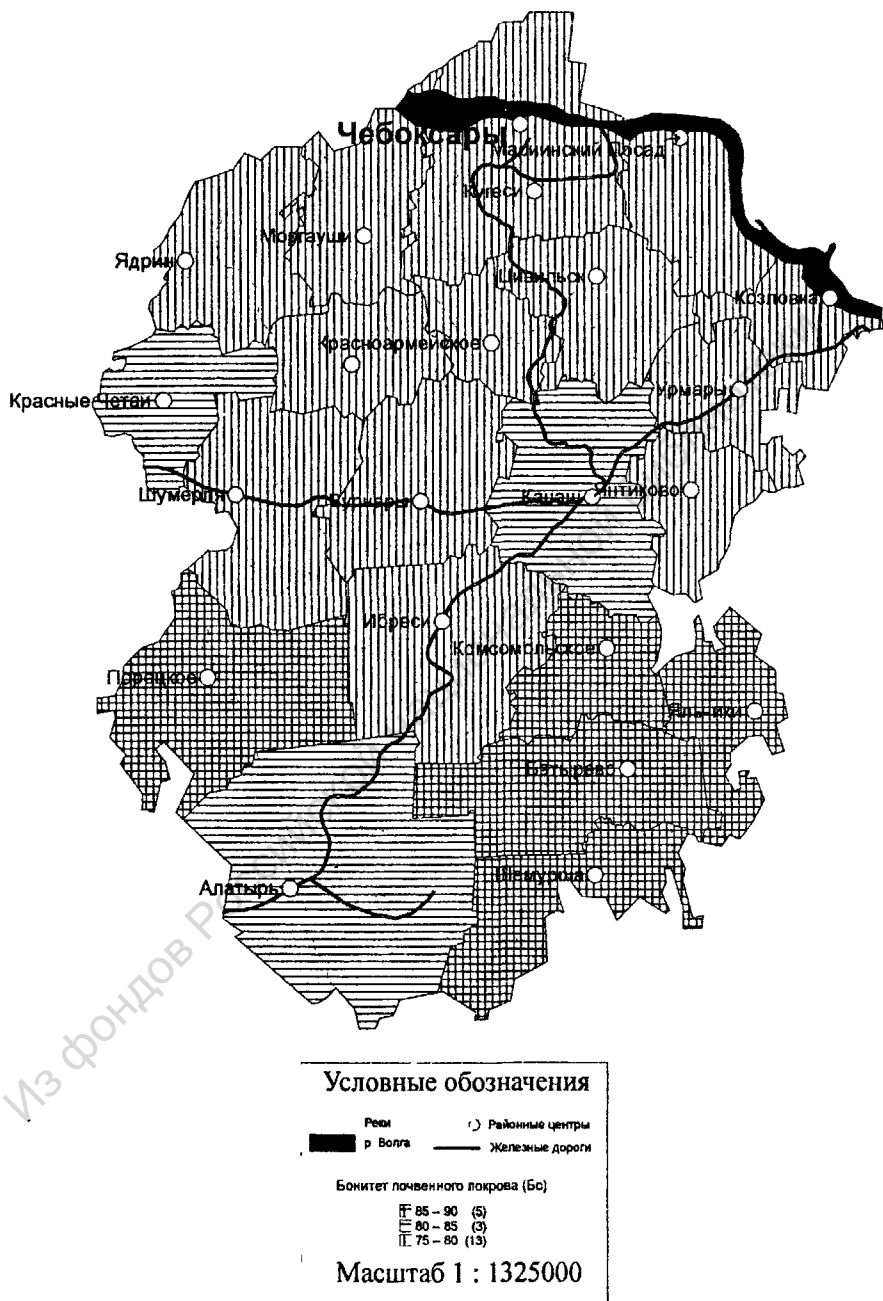 Чебоксары
Мариинский Посад
Кугеси
Моргауши
Ядрин
Цивильск
Козловка
Красноармейское
Урмары
Красные Четаи
Шумерля
Вурнары
Канаш
Янтиково
Ибреси
Комсомольское
Порецкое
Яльчики
Батырево
Шемурша
Алатырь
Из фондов Российской
Условные обозначения
Реки
р Волга
Районные центры
Железные дороги
Бонитет почвенного покрова (Бс)
85 – 90 (5)
80 – 85 (3)
75 – 80 (13)
Масштаб 1 : 1325000